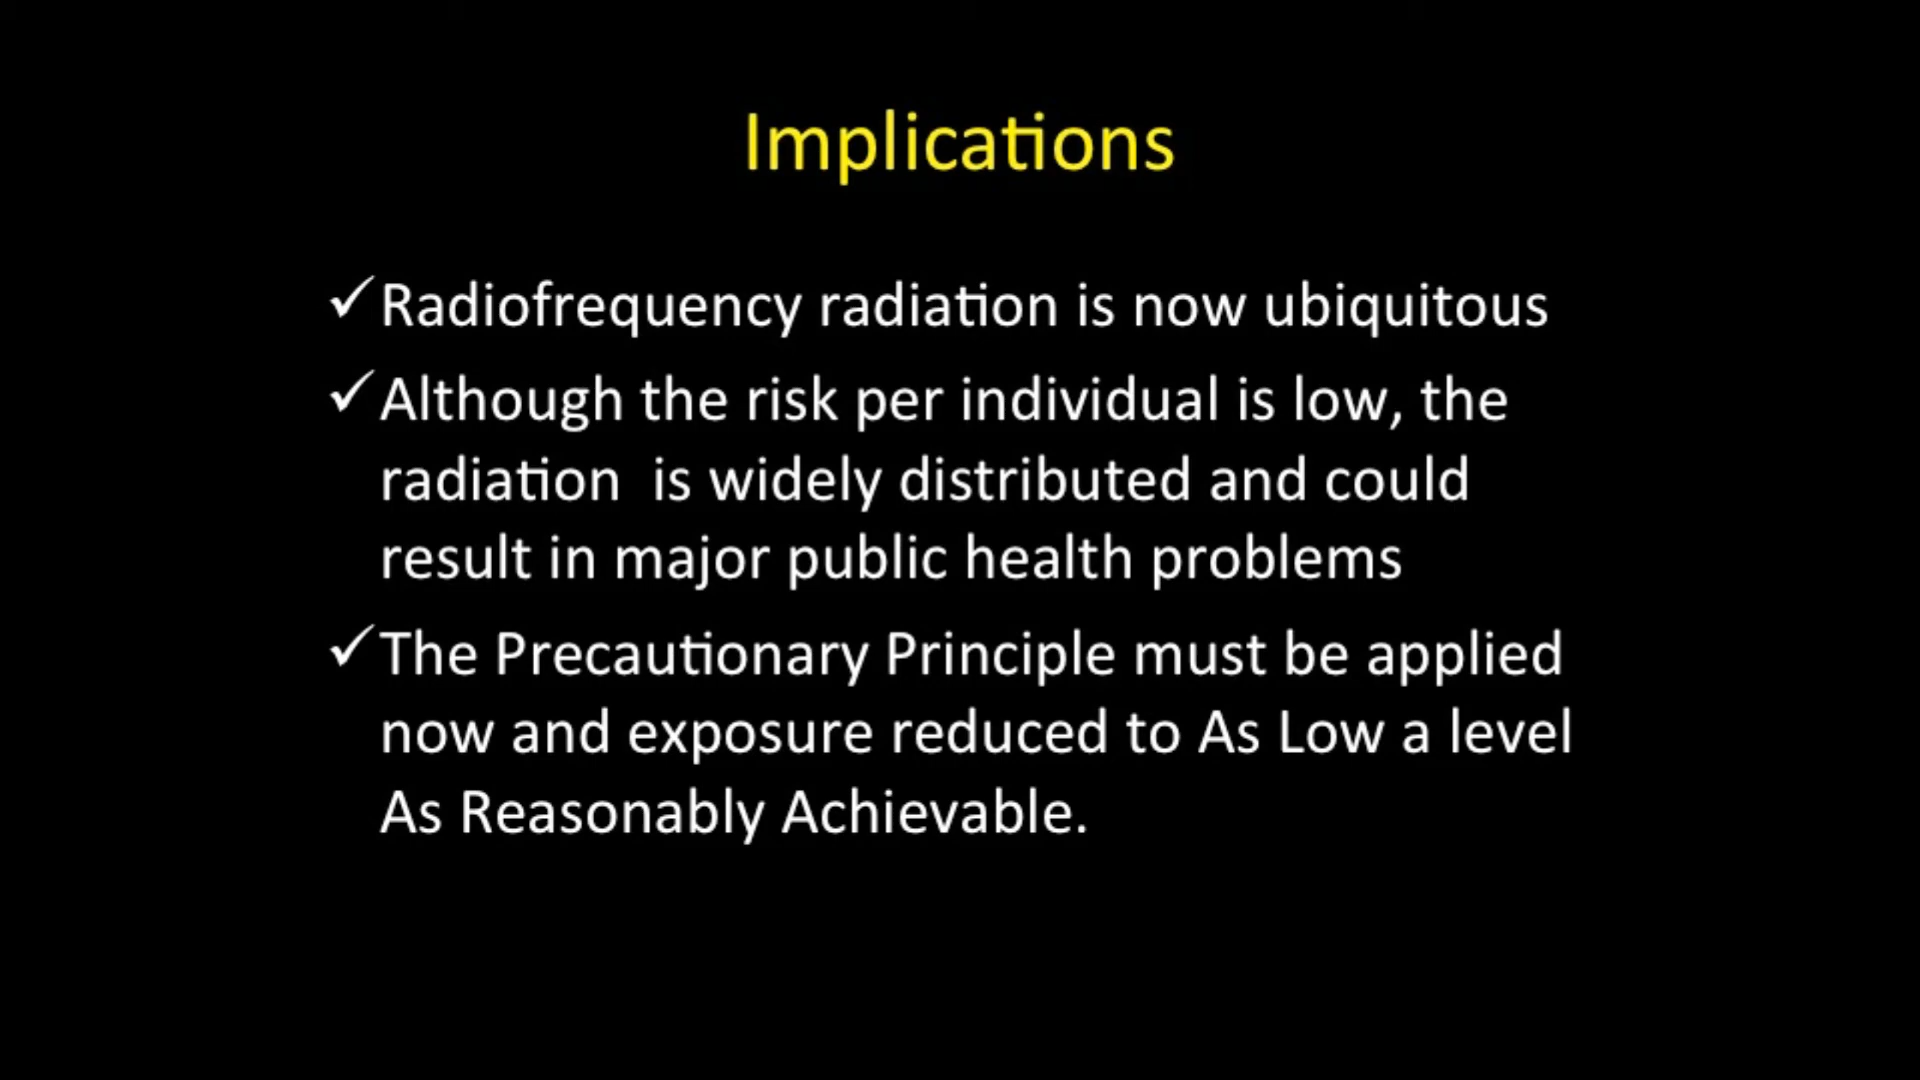 Implications
✓Radiofrequency radiation is now ubiquitous
✓Although the risk per individual is low, the
radiation  is widely distributed and could
result in major public health problems
✓The Precautionary Principle must be applied
now and exposure reduced to As Low a level
As Reasonably Achievable.